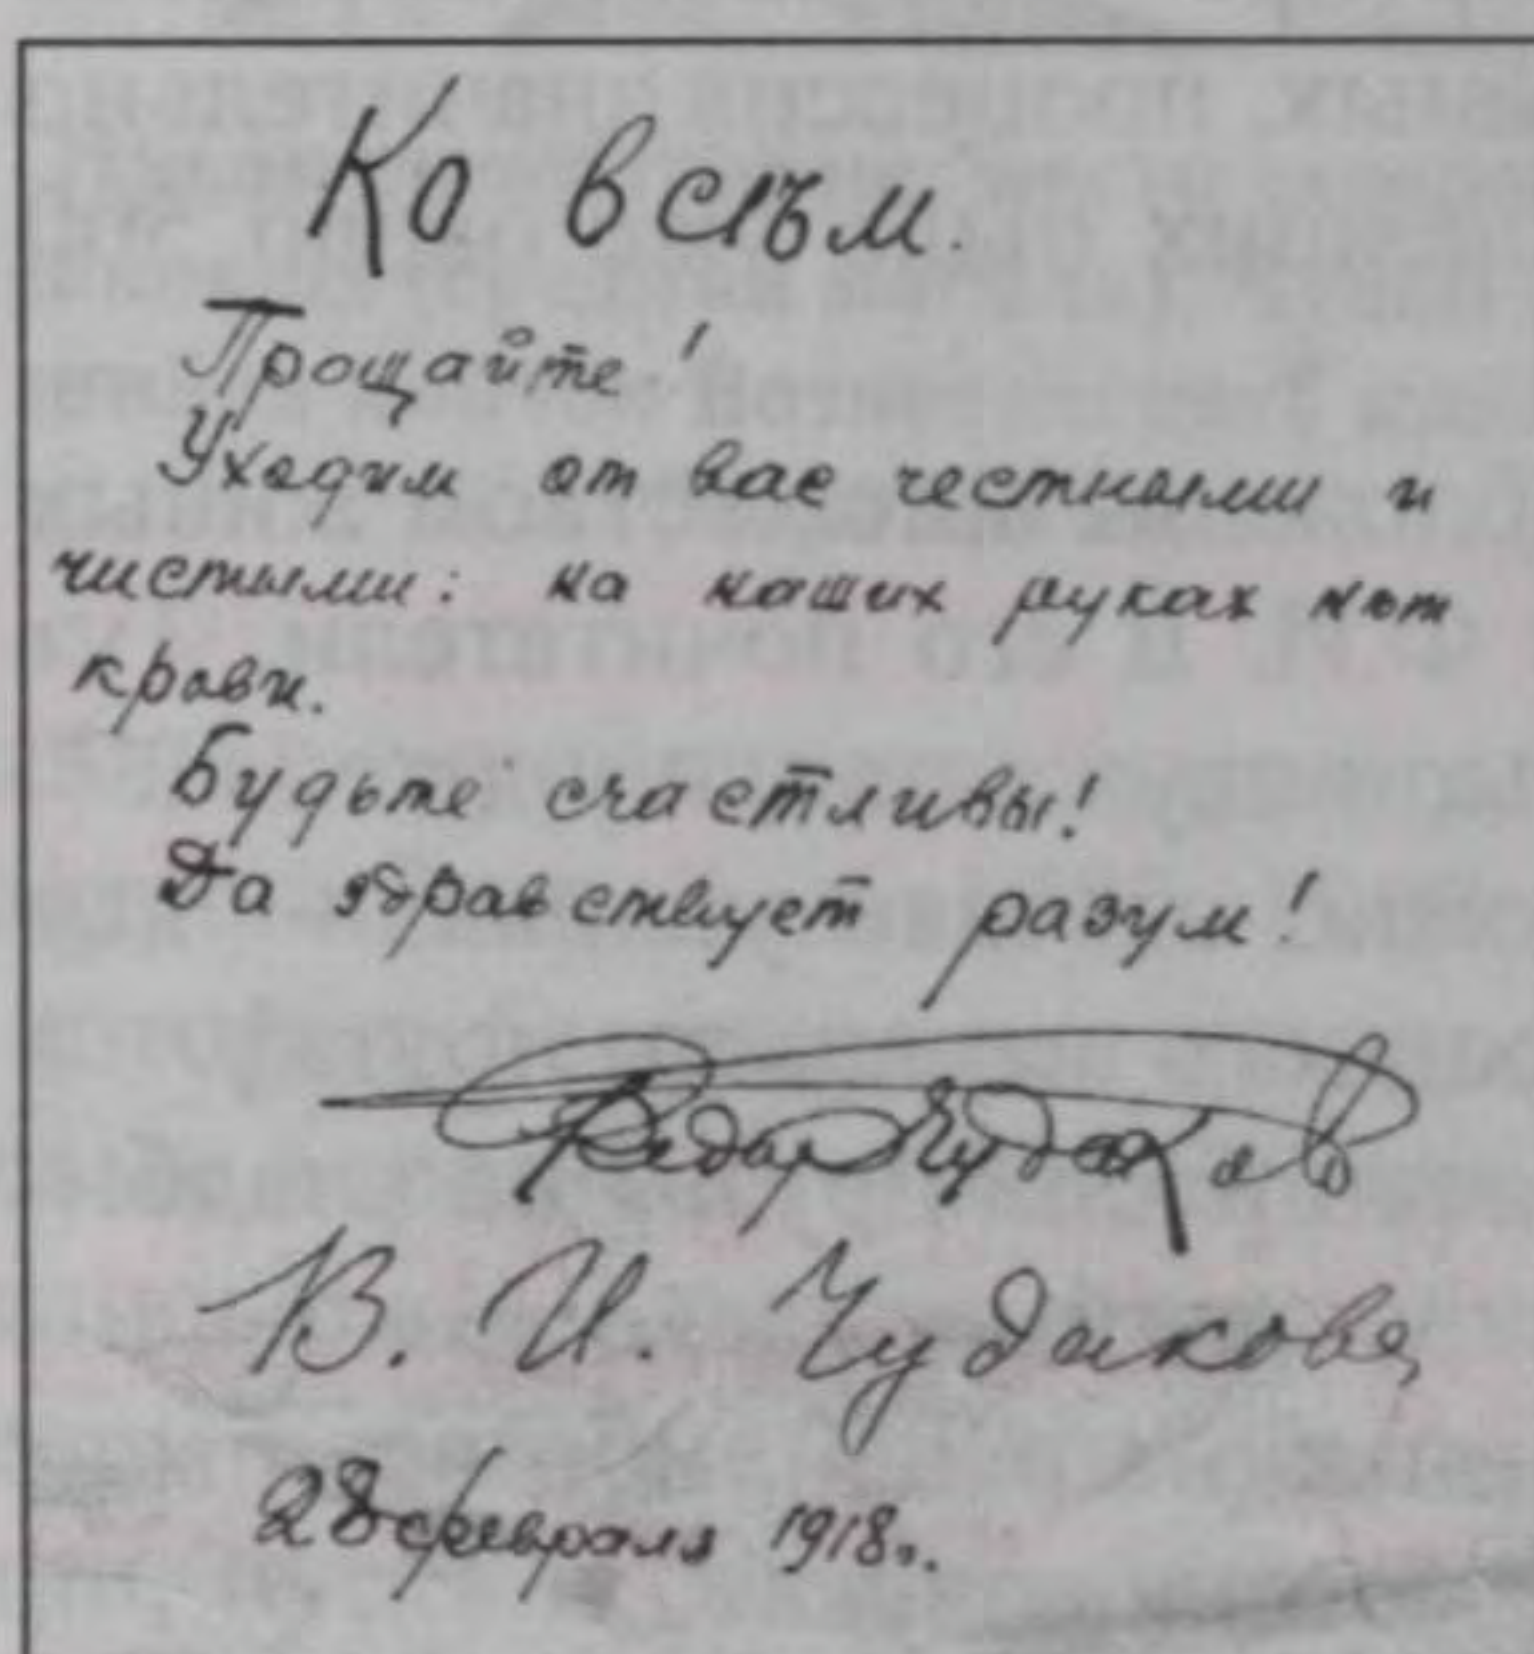 Ко всѣм.
Прощайте!
Уходим от вас честными и
чистыми: на наших руках нѣт
крови.
Будьте счастливы!
Да здравствует разум!
Федор Чудаков
В. И. Чудакова
28 февраля 1918 г.